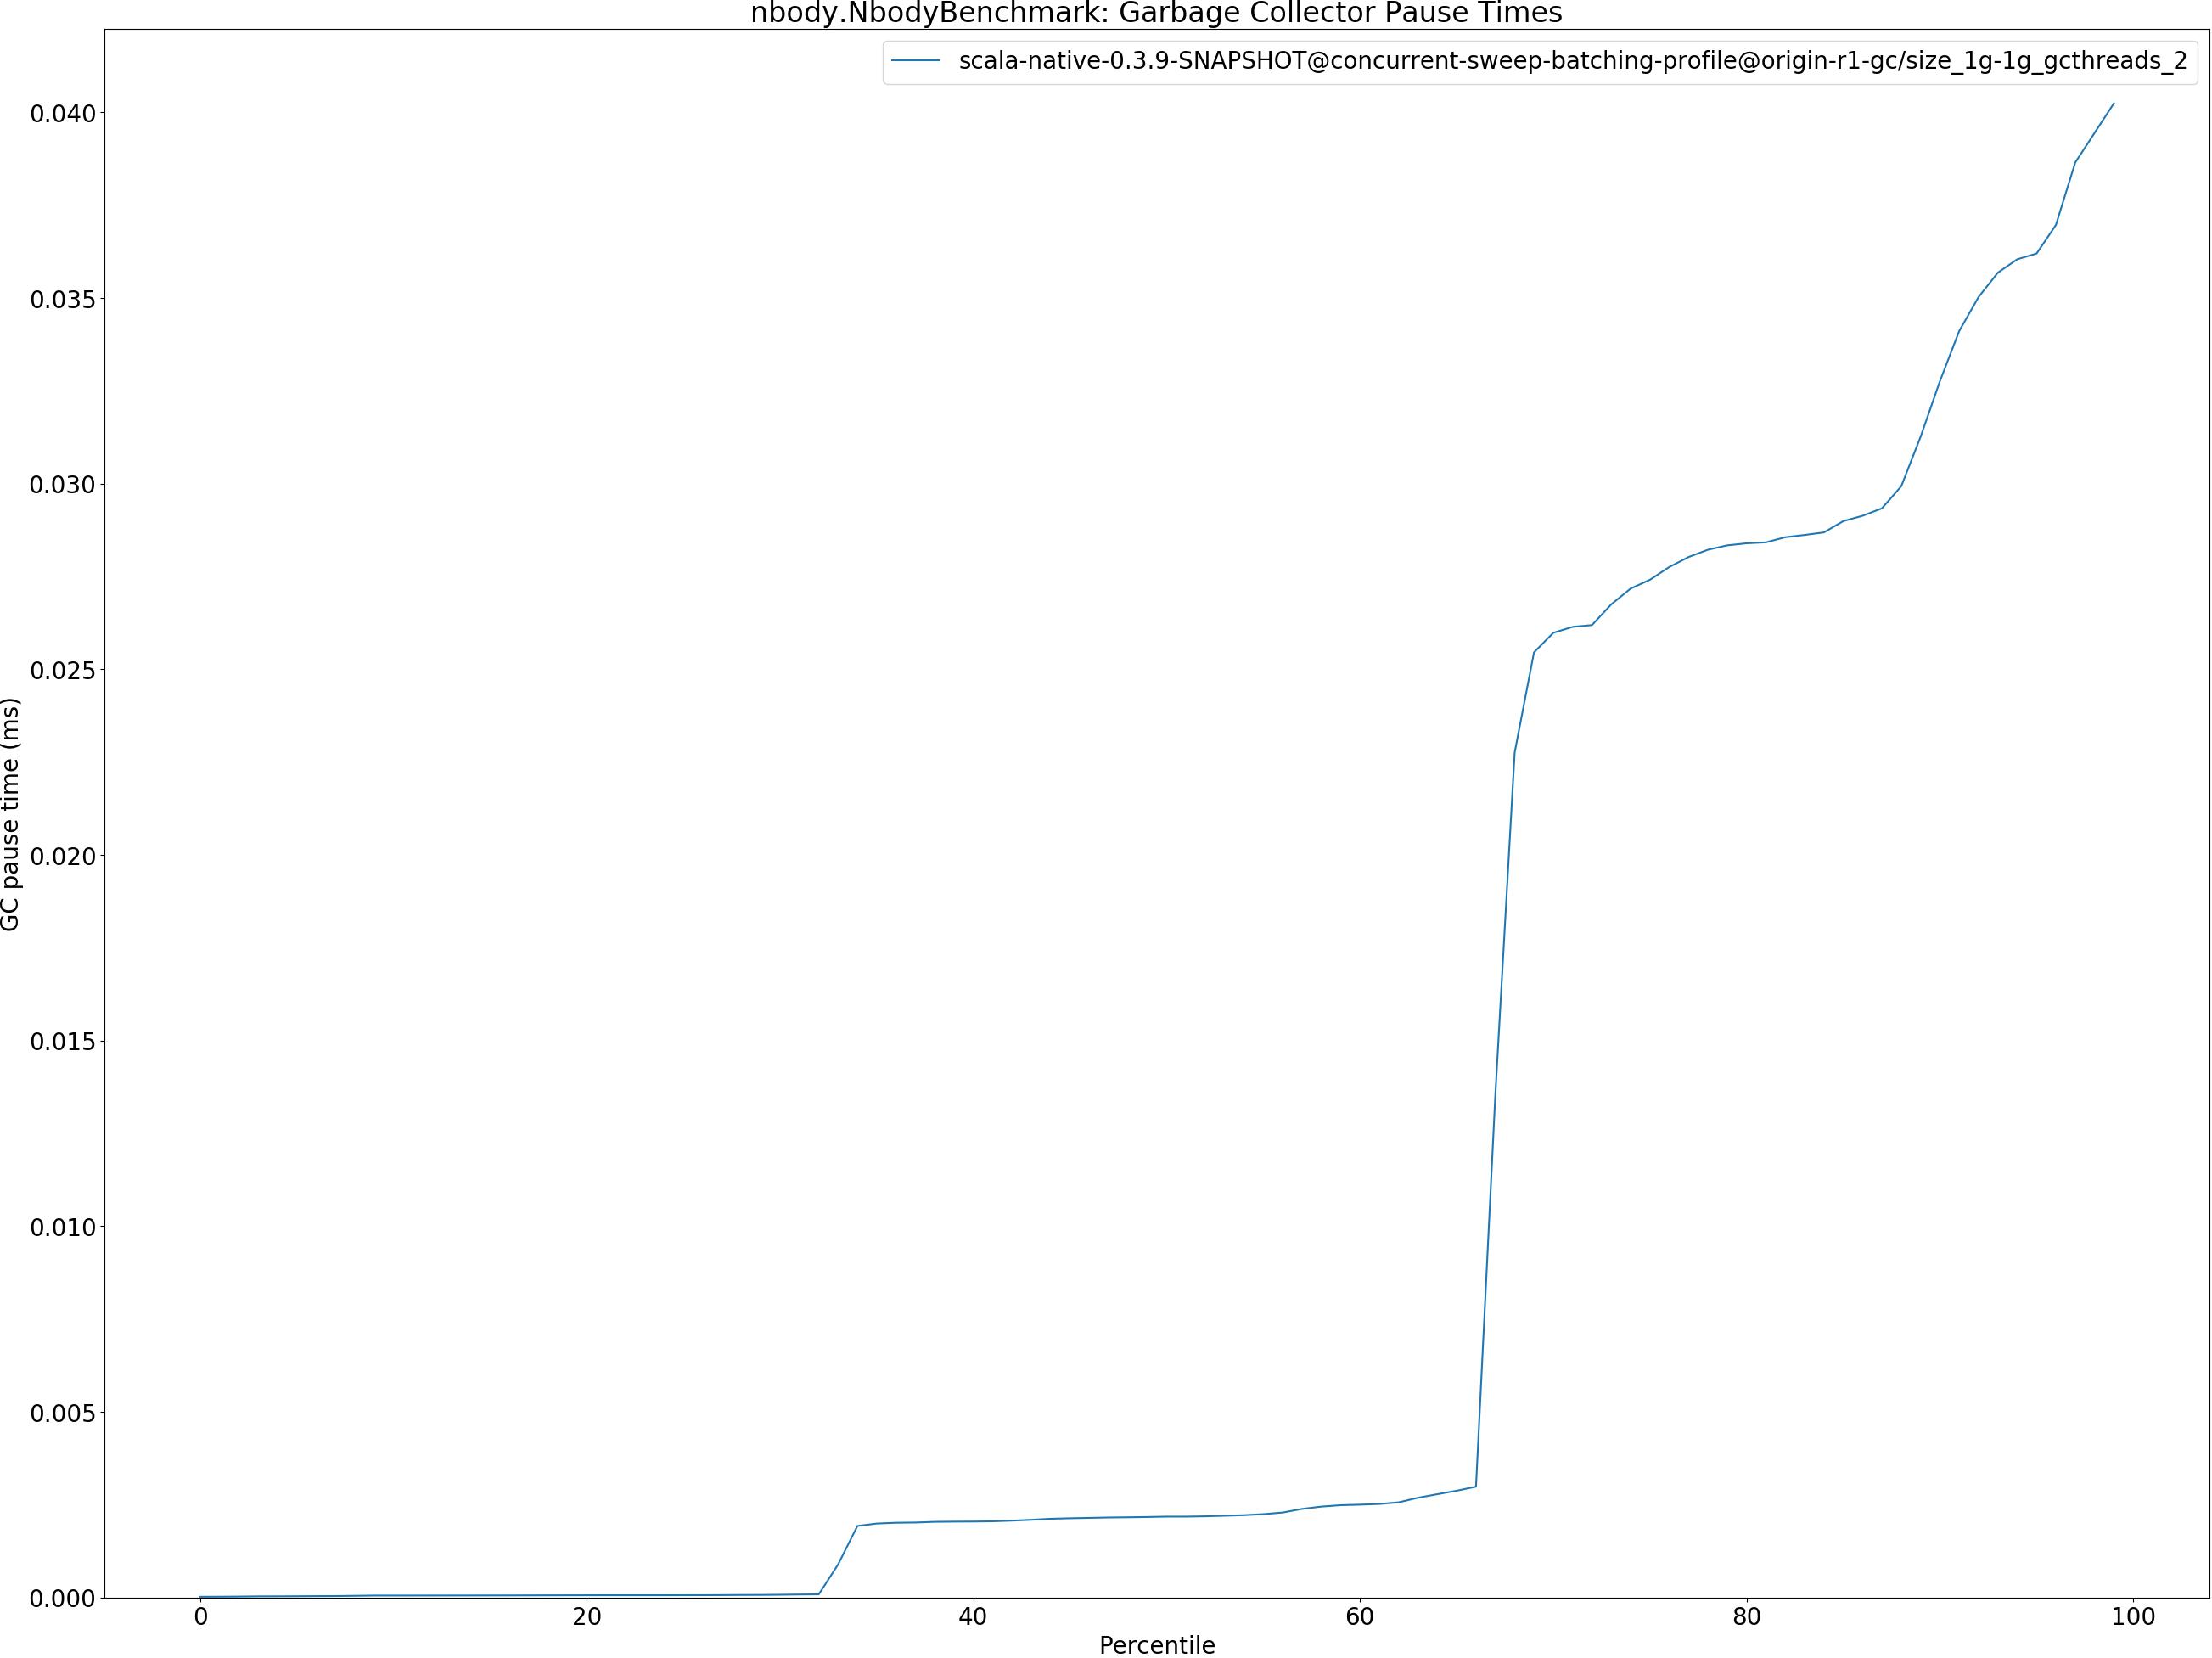 nbody.NbodyBenchmark: Garbage Collector Pause Times
scala-native-0.3.9-SNAPSHOT@concurrent-sweep-batching-profile@origin-r1-gc/size_1g-1g_gcthreads_2
GC pause time (ms)
0.040
0.035
0.030
0.025
0.020
0.015
0.010
0.005
0.000
0 20 40 60 80 100
Percentile